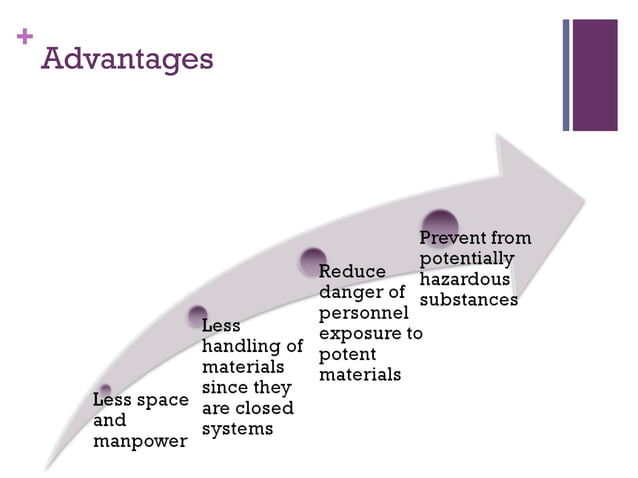 +
Advantages
Less space
and
manpower
Less
handling of
materials
since they
are closed
systems
Reduce
danger of
personnel
exposure to
potent
materials
Prevent from
potentially
hazardous
substances